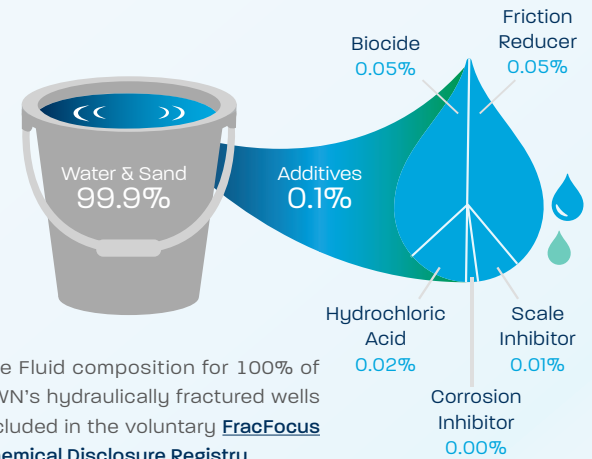 Friction
Reducer
0.05%
Biocide
0.05%
Water & Sand
99.9%
Additives
0.1%
Hydrochloric
Acid
0.02%
Scale
Inhibitor
0.01%
Corrosion
Inhibitor
0.00%
Fluid composition for 100% of
hydraulically fractured wells
in the voluntary FracFocus
Disclosure Registry